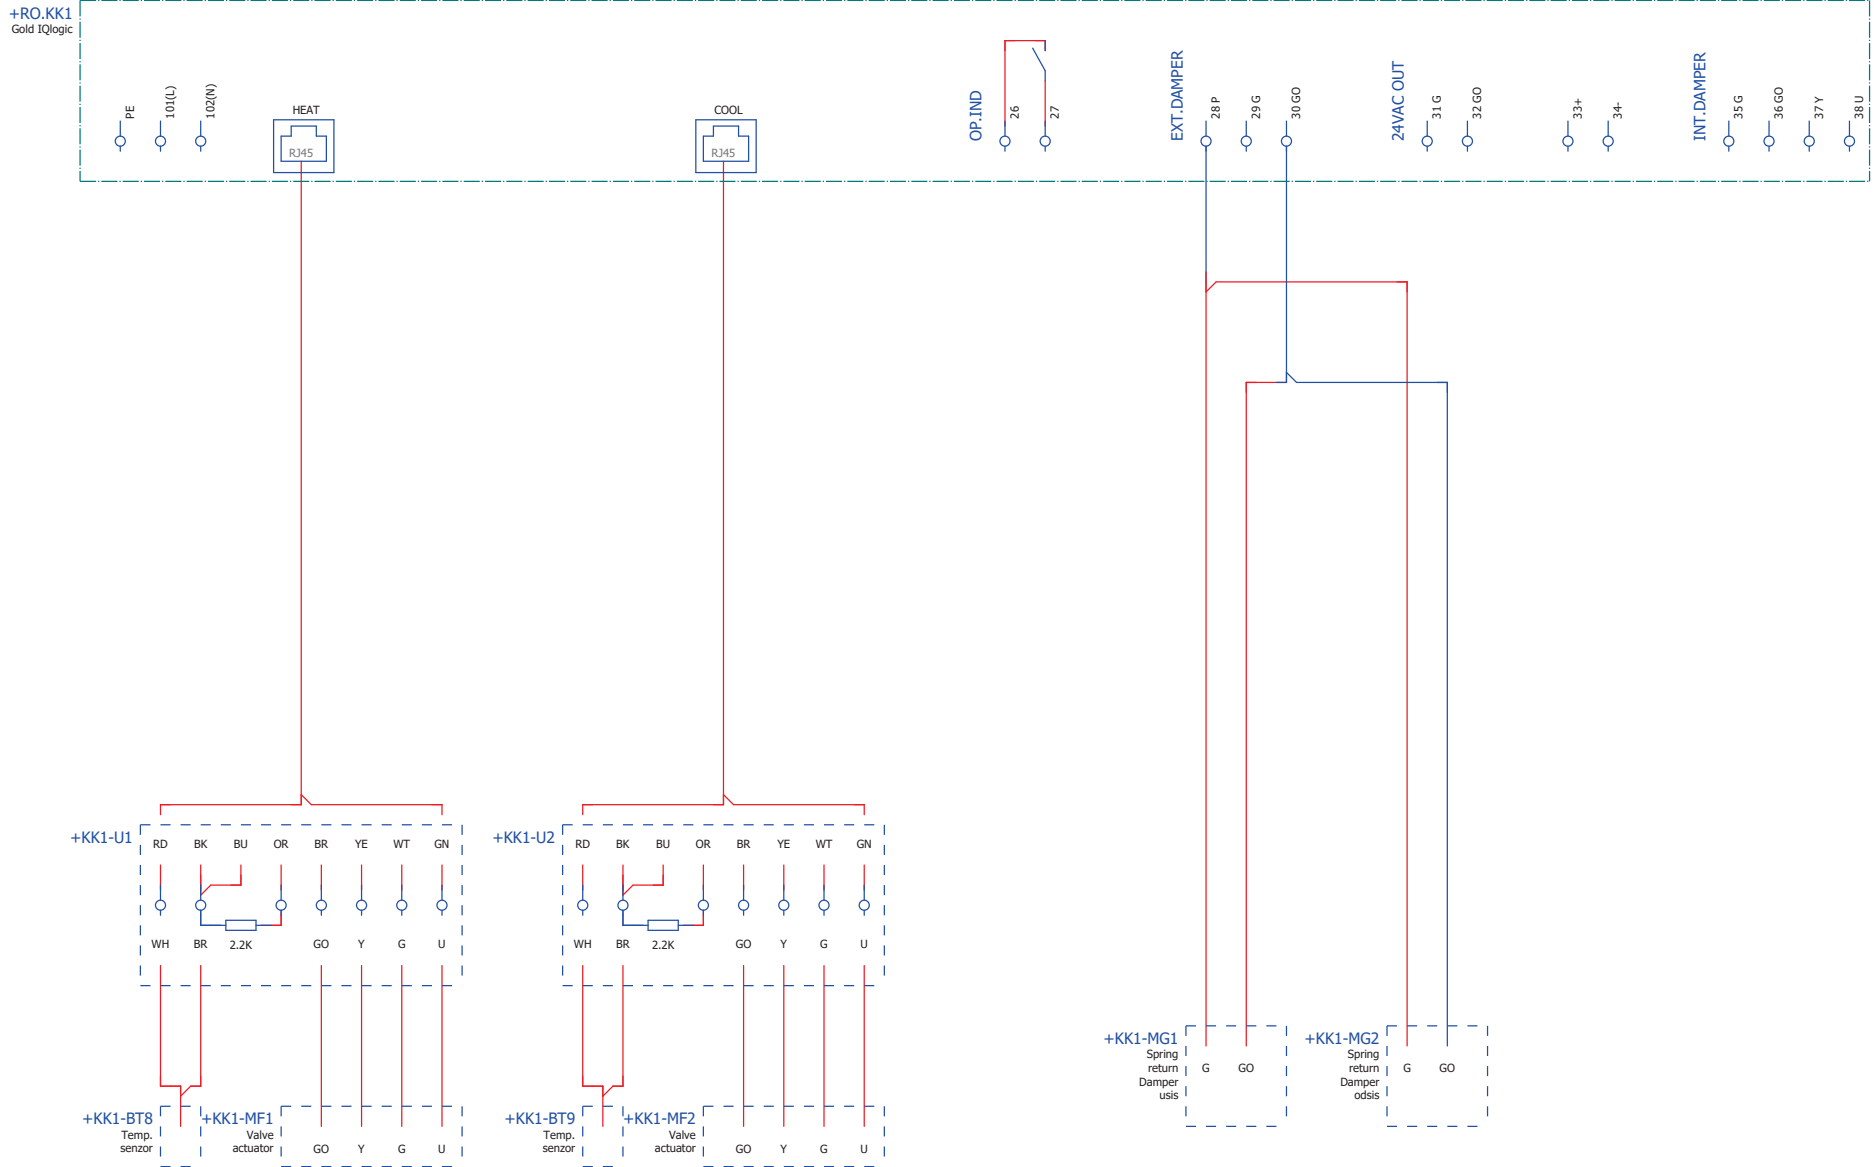 +RO.KK1
Gold IQlogic
PE
101(L)
102(N)
HEAT
RJ45
COOL
RJ45
OP.IND
26
27
EXT.DAMPER
28 P
29 G
30 GO
24VAC OUT
31 G
32 GO
33+
34-
INT.DAMPER
35 G
36 GO
37 Y
38 U
+KK1-U1
RD BK BU OR BR YE WT GN
WH BR 2.2K GO Y G U
+KK1-U2
RD BK BU OR BR YE WT GN
WH BR 2.2K GO Y G U
+KK1-MG1
Spring
return
Damper
usis
G GO
+KK1-MG2
Spring
return
Damper
odsis
G GO
+KK1-BT8
Temp.
senzor
+KK1-MF1
Valve
actuator
GO Y G U
+KK1-BT9
Temp.
senzor
+KK1-MF2
Valve
actuator
GO Y G U